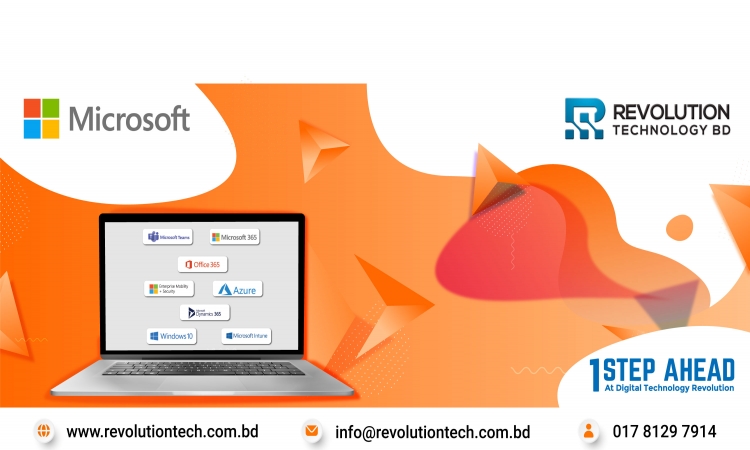 Microsoft
REVOLUTION
TECHNOLOGY BD
Microsoft Teams
Microsoft 365
Office 365
Enterprise Mobility
+ Security
Azure
Dynamics 365
Windows 10
Microsoft Intune
1 STEP AHEAD
At Digital Technology Revolution
www.revolutiontech.com.bd
info@revolutiontech.com.bd
017 8129 7914